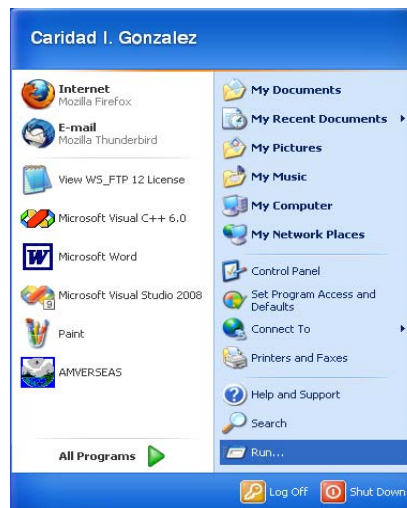 Caridad I. Gonzalez
Internet
Mozilla Firefox
E-mail
Mozilla Thunderbird
View WS_FTP 12 License
Microsoft Visual C++ 6.0
Microsoft Word
Microsoft Visual Studio 2008
9
Paint
AMVERSEAS
All Programs
My Documents
My Recent Documents
My Pictures
My Music
My Computer
My Network Places
Control Panel
Set Program Access and
Defaults
Connect To
Printers and Faxes
Help and Support
Search
Run...
Log Off
Shut Down